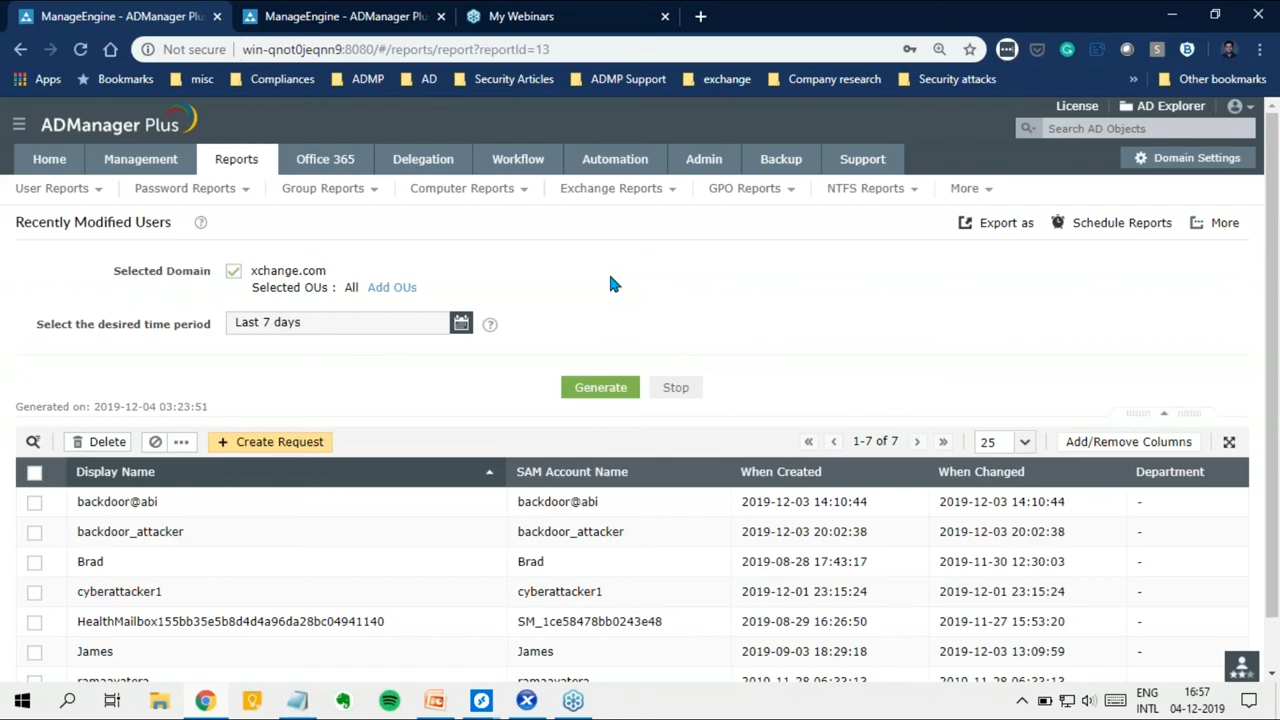 ManageEngine - ADManager Plu
ManageEngine - ADManager Plu
My Webinars
Not secure
win-qnot0jeqnn9:8080/#/reports/report?reportId=13
Apps
Bookmarks
misc
Compliances
ADMP
AD
Security Articles
ADMP Support
exchange
Company research
Security attacks
»
Other bookmarks
License
AD Explorer
ADManager Plus
Search AD Objects
Home
Management
Reports
Office 365
Delegation
Workflow
Automation
Admin
Backup
Support
Domain Settings
User Reports
Password Reports
Group Reports
Computer Reports
Exchange Reports
GPO Reports
NTFS Reports
More
Recently Modified Users
Export as
Schedule Reports
More
Selected Domain
xchange.com
Selected OUs : All Add OUs
Select the desired time period
Last 7 days
Generate
Stop
Generated on: 2019-12-04 03:23:51
Delete
Create Request
1-7 of 7
25
Add/Remove Columns
Display Name SAM Account Name When Created When Changed Department
backdoor@abi backdoor@abi 2019-12-03 14:10:44 2019-12-03 14:10:44 -
backdoor_attacker backdoor_attacker 2019-12-03 20:02:38 2019-12-03 20:02:38 -
Brad Brad 2019-08-28 17:43:17 2019-11-30 12:30:03 -
cyberattacker1 cyberattacker1 2019-12-01 23:15:24 2019-12-01 23:15:24 -
HealthMailbox155bb35e5b8d4d4a96da28bc04941140 SM_1ce58478bb0243e48 2019-08-29 16:26:50 2019-11-27 15:53:20 -
James James 2019-09-03 18:29:18 2019-12-03 13:09:59 -
ENG
INTL
16:57
04-12-2019